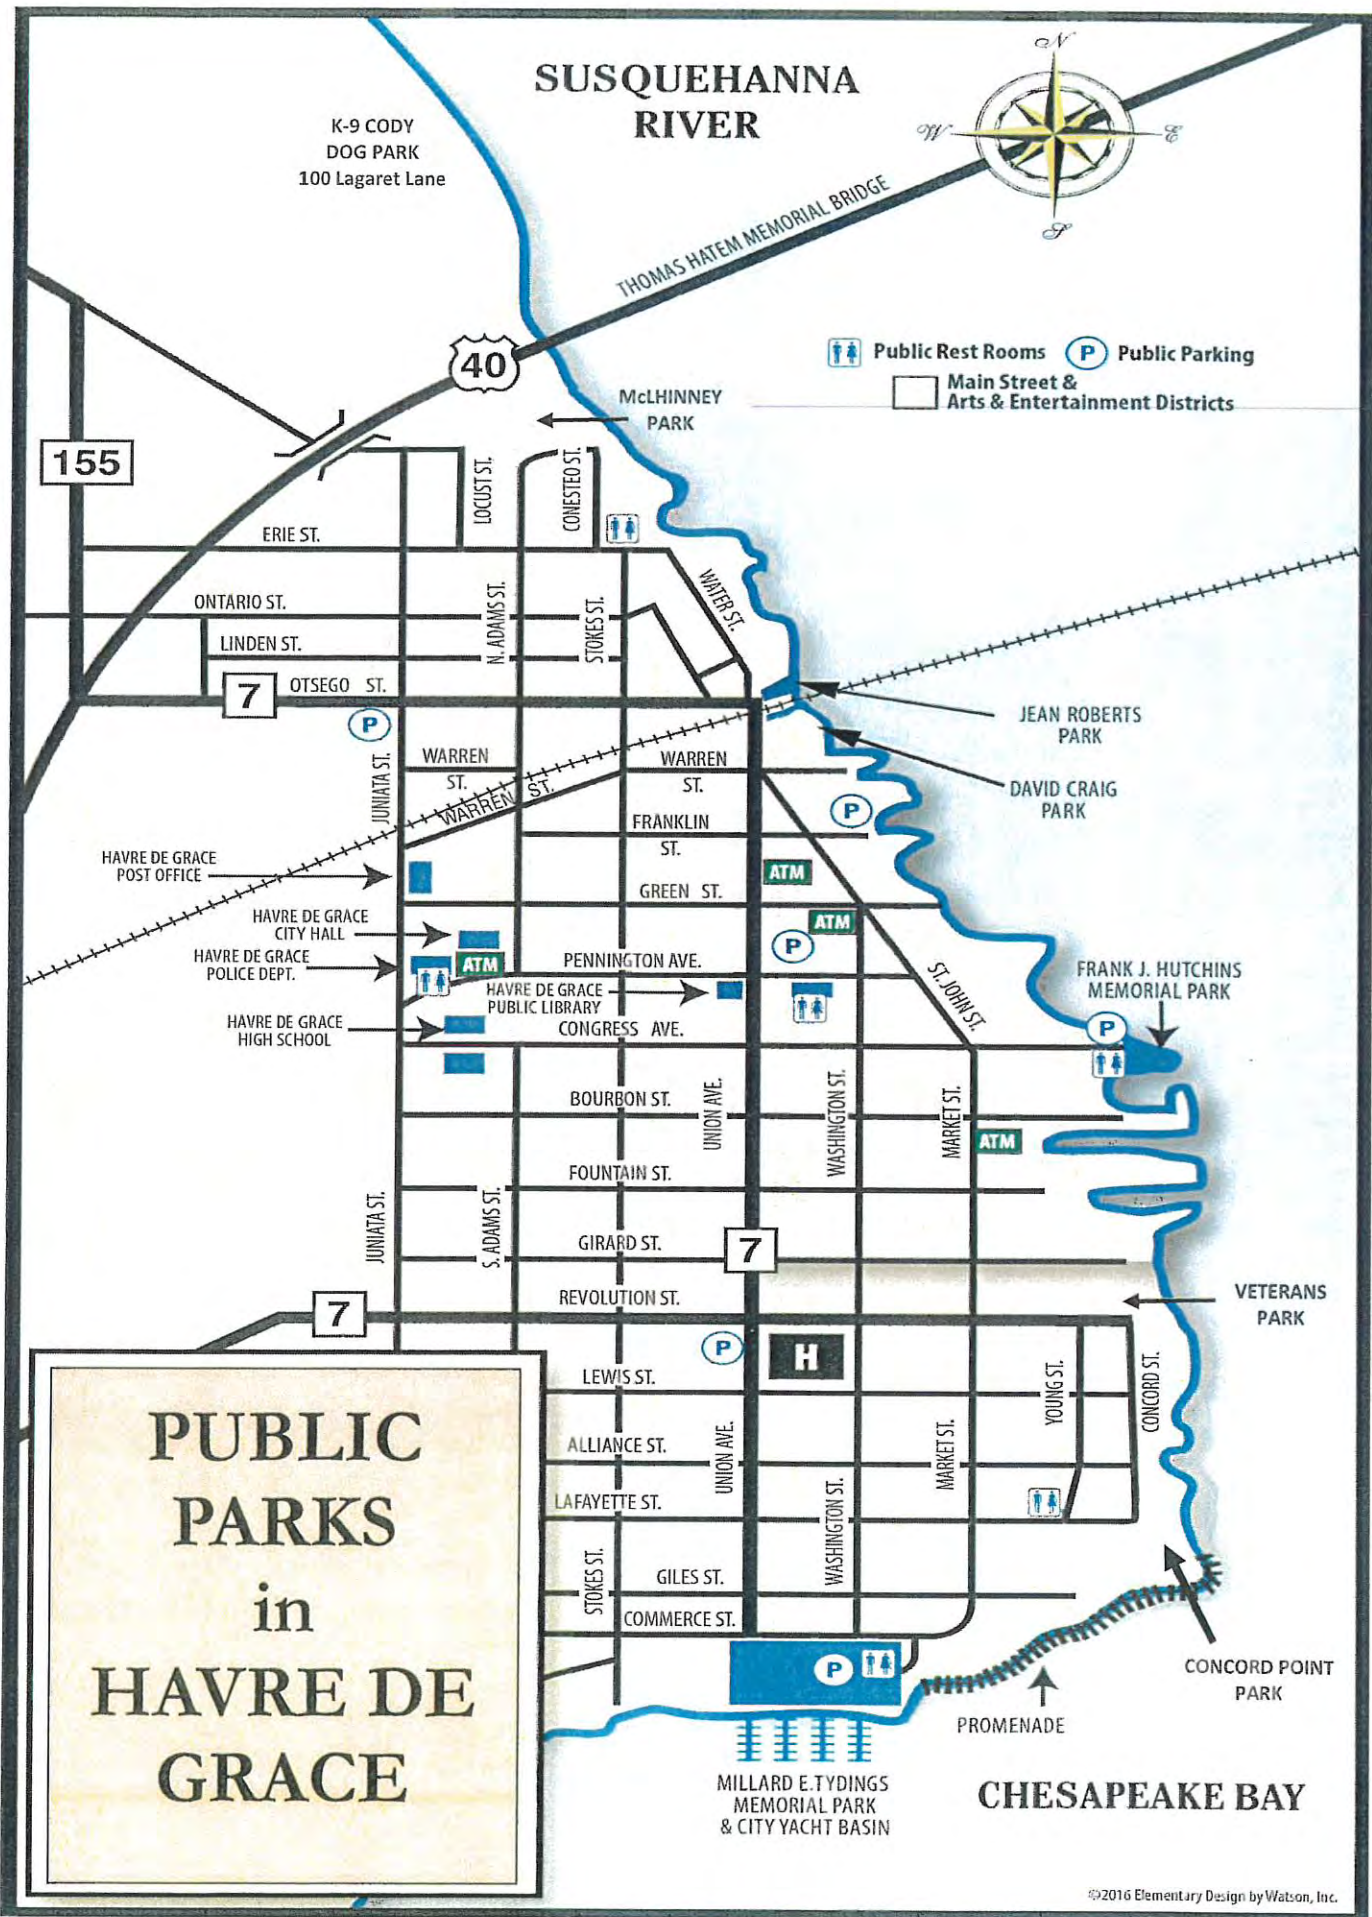 SUSQUEHANNA
RIVER
N
W
E
S
K-9 CODY
DOG PARK
100 Lagaret Lane
THOMAS HATEM MEMORIAL BRIDGE
40
Public Rest Rooms
P
Public Parking
Main Street &
Arts & Entertainment Districts
McLHINNEY
PARK
155
LOCUST ST.
CONESTEO ST.
ERIE ST.
WATER ST.
ONTARIO ST.
N. ADAMS ST.
STOKES ST.
LINDEN ST.
7
OTSEGO ST.
P
JEAN ROBERTS
PARK
JUNIATA ST.
WARREN
ST.
WARREN
ST.
WARREN ST.
DAVID CRAIG
PARK
P
FRANKLIN
ST.
HAVRE DE GRACE
POST OFFICE
ATM
GREEN ST.
HAVRE DE GRACE
CITY HALL
ATM
P
HAVRE DE GRACE
POLICE DEPT.
ATM
PENNINGTON AVE.
ST. JOHN ST.
FRANK J. HUTCHINS
MEMORIAL PARK
HAVRE DE GRACE
PUBLIC LIBRARY
HAVRE DE GRACE
HIGH SCHOOL
CONGRESS AVE.
P
BOURBON ST.
UNION AVE.
WASHINGTON ST.
MARKET ST.
ATM
FOUNTAIN ST.
JUNIATA ST.
S. ADAMS ST.
GIRARD ST.
7
REVOLUTION ST.
VETERANS
PARK
7
P
H
LEWIS ST.
YOUNG ST.
CONCORD ST.
ALLIANCE ST.
UNION AVE.
MARKET ST.
LAFAYETTE ST.
WASHINGTON ST.
STOKES ST.
GILES ST.
COMMERCE ST.
P
CONCORD POINT
PARK
PROMENADE
MILLARD E.TYDINGS
MEMORIAL PARK
& CITY YACHT BASIN
CHESAPEAKE BAY
PUBLIC
PARKS
in
HAVRE DE
GRACE
©2016 Elementary Design by Watson, Inc.